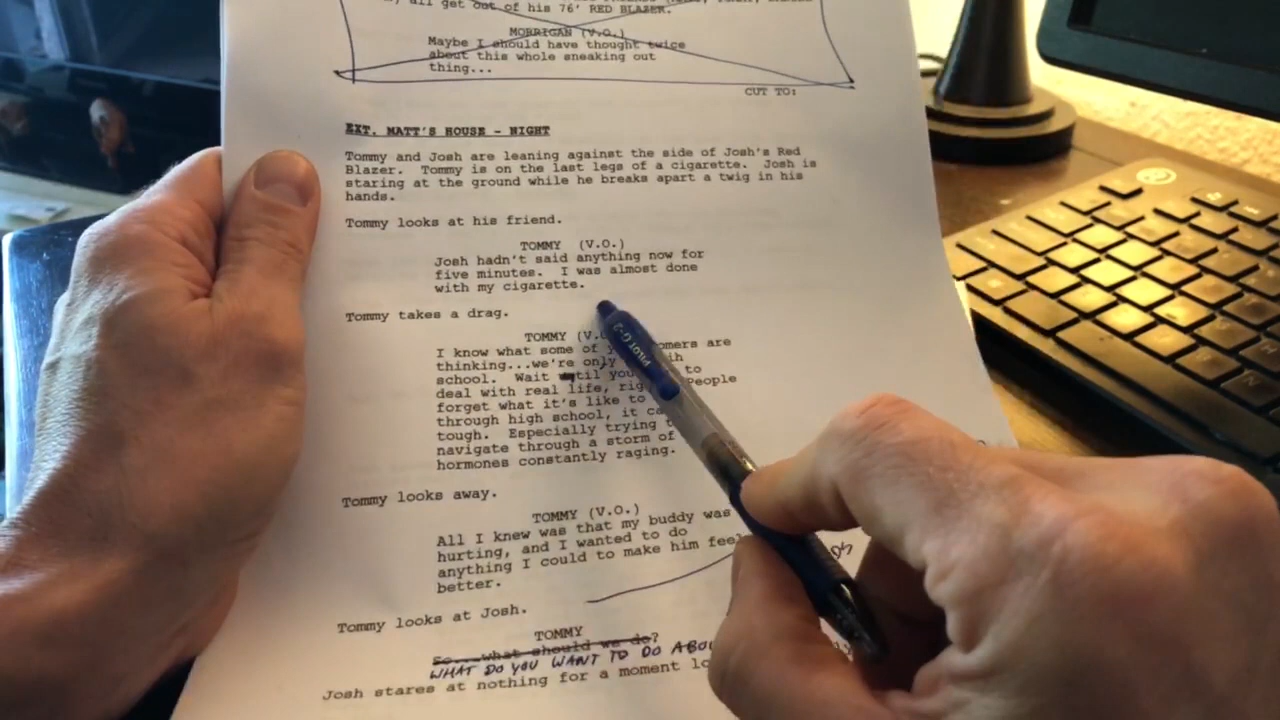 all get out of his 76' RED BLAZER.
MORRIGAN (V.O.)
Maybe I should have thought twice
about this whole sneaking out
thing...
CUT TO:
EXT. MATT'S HOUSE - NIGHT
Tommy and Josh are leaning against the side of Josh's Red
Blazer. Tommy is on the last legs of a cigarette. Josh is
staring at the ground while he breaks apart a twig in his
hands.
Tommy looks at his friend.
TOMMY (V.O.)
Josh hadn't said anything now for
five minutes. I was almost done
with my cigarette.
Tommy takes a drag.
TOMMY (V.O
I know what some of are
thinking...we're only
school. Wait until you to
deal with real life, People
forget what it's like to
through high school, it
tough. Especially trying
navigate through a storm of
hormones constantly raging.
Tommy looks away.
TOMMY (V.O.)
All I knew was that my buddy was
hurting, and I wanted to do
anything I could to make him feel
better.
Tommy looks at Josh.
TOMMY
So...what should we do?
WHAT DO YOU WANT TO DO
Josh stares at nothing for a moment
PILOT G-2